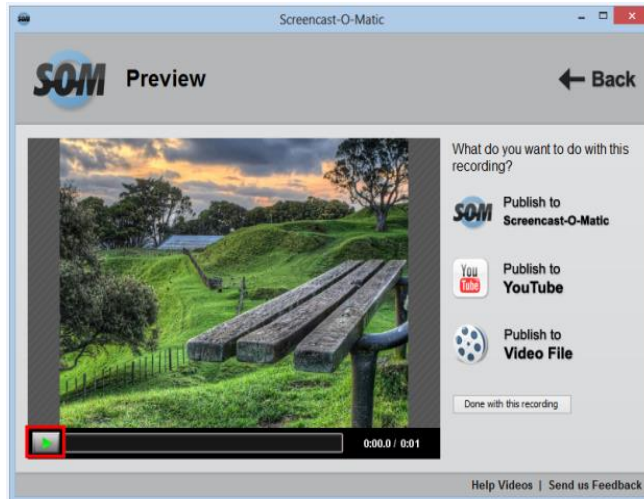 Screencast-O-Matic
SOM Preview
Back
What do you want to do with this
recording?
SOM
Publish to
Screencast-O-Matic
You
Tube
Publish to
YouTube
Publish to
Video File
Done with this recording
0:00.0 / 0:01
Help Videos | Send us Feedback